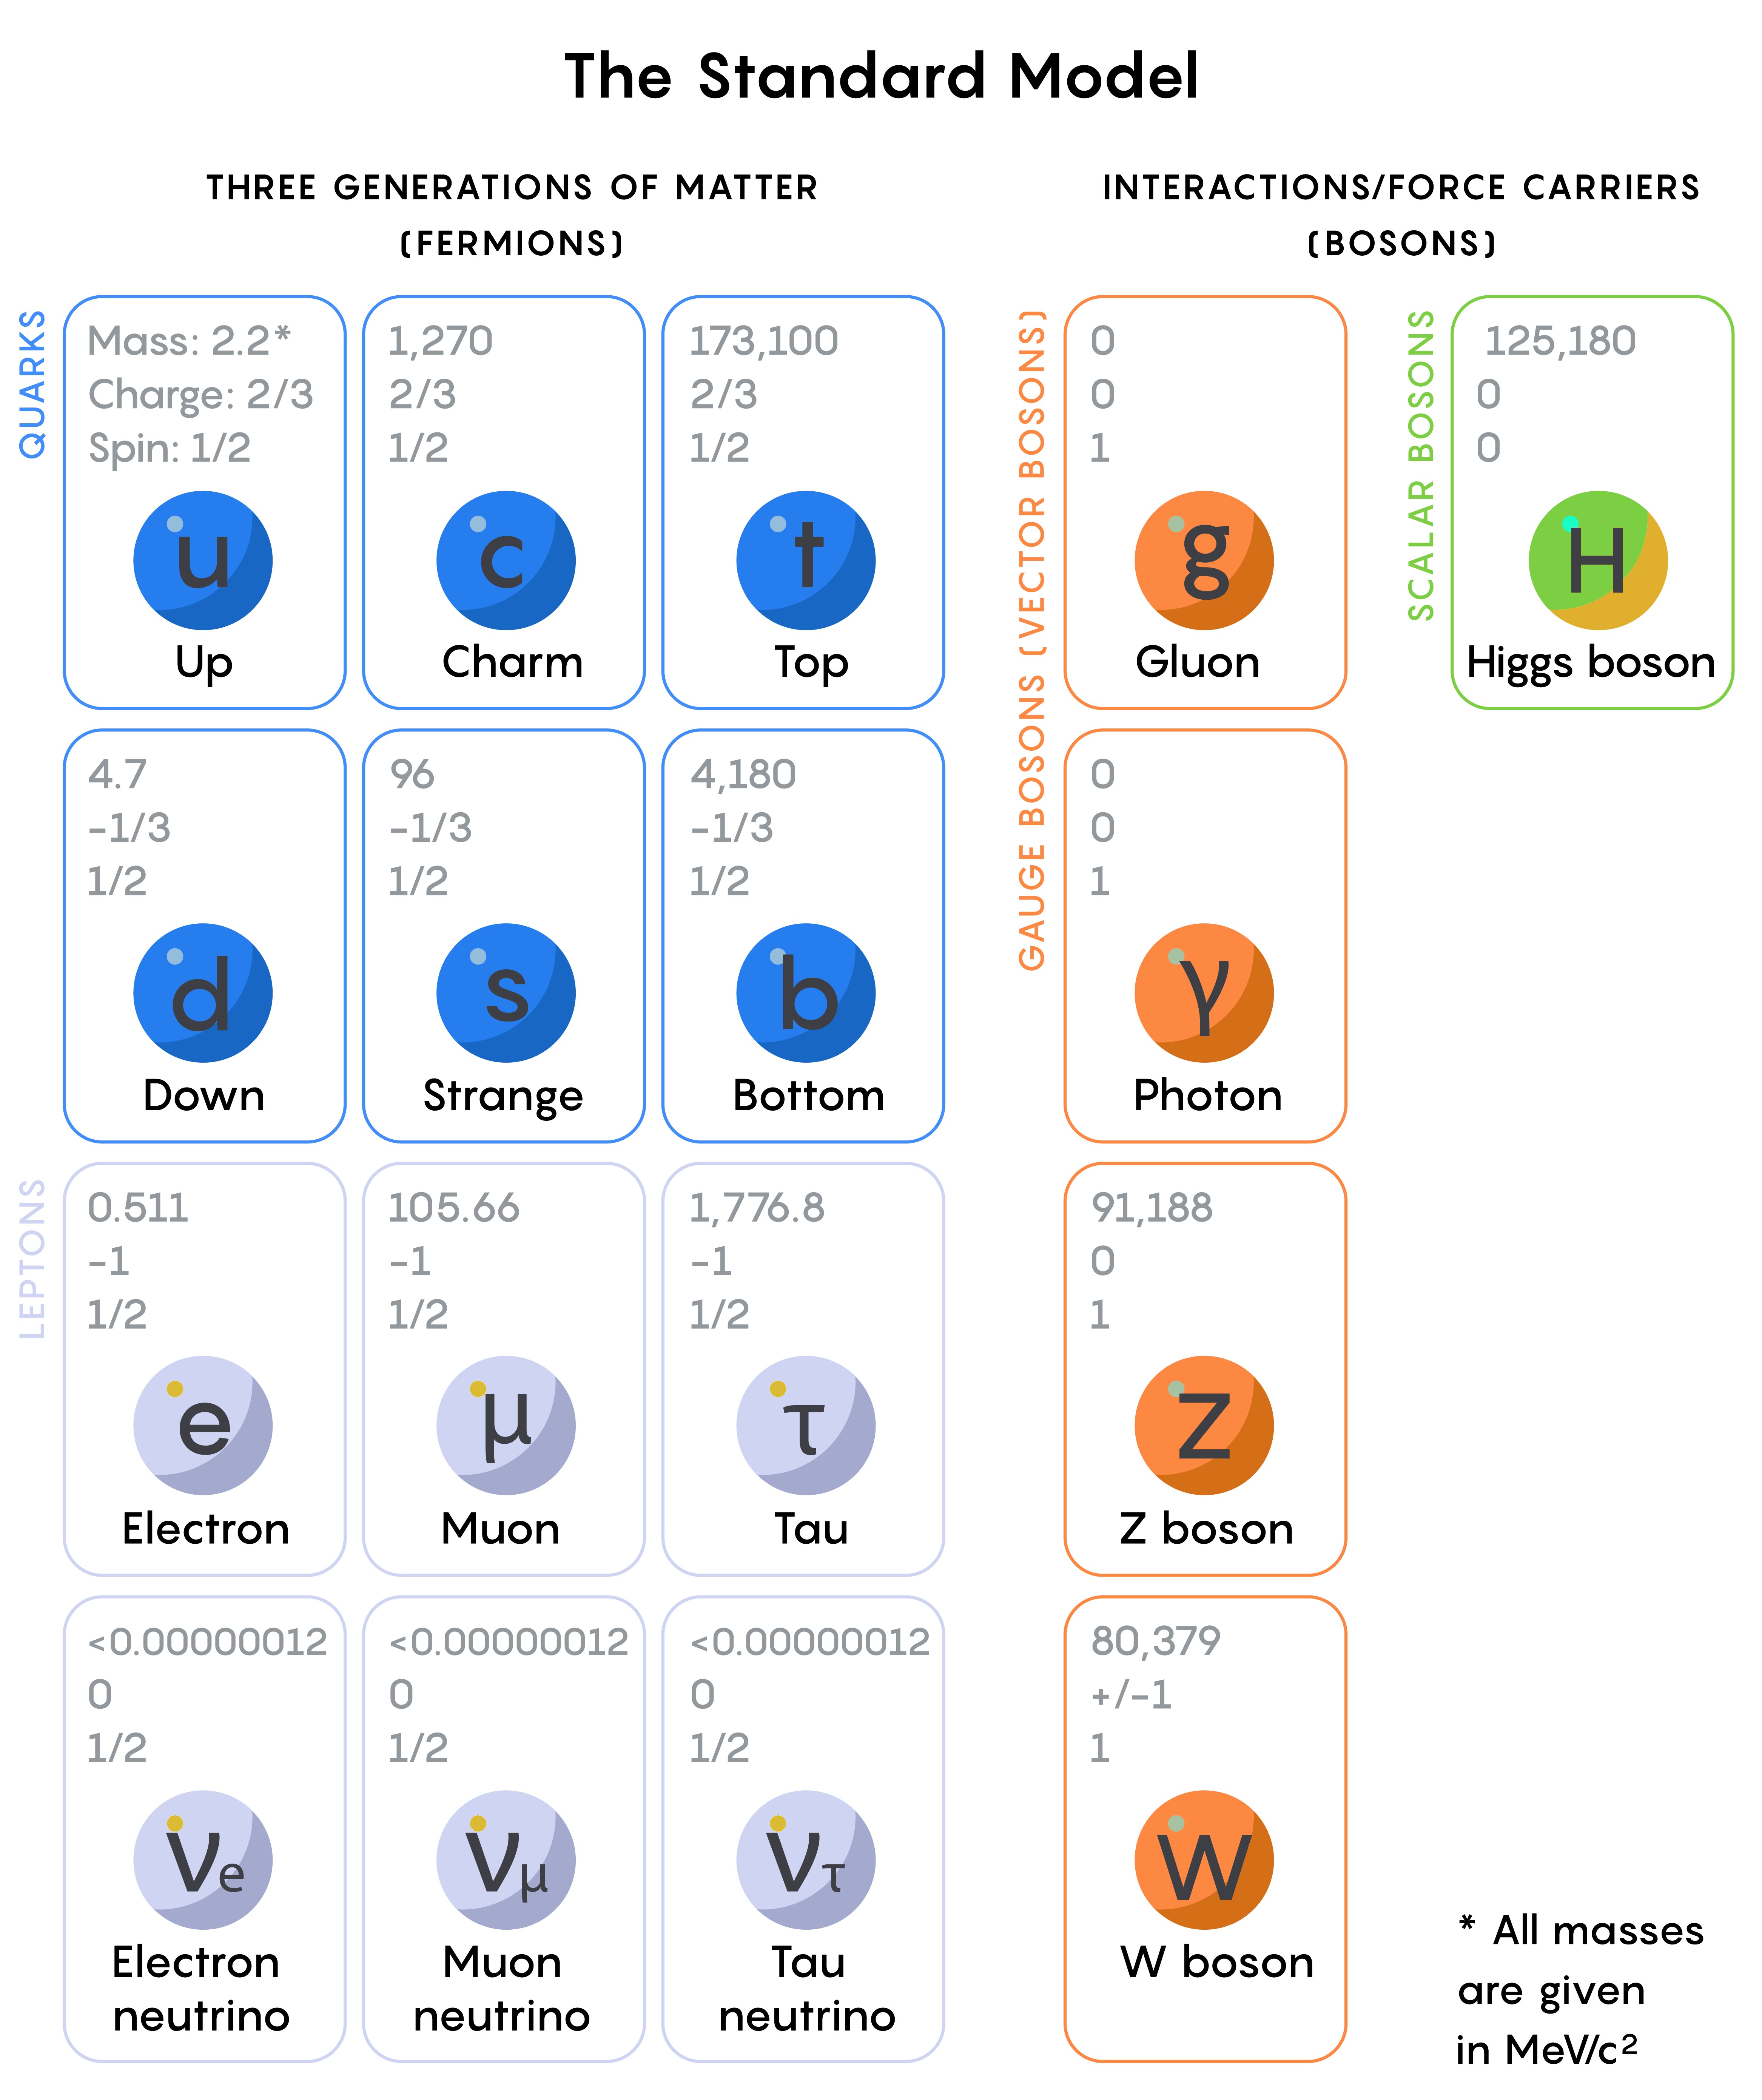 The Standard Model
THREE GENERATIONS OF MATTER
(FERMIONS)
INTERACTIONS/FORCE CARRIERS
(BOSONS)
QUARKS
Mass: 2.2*
Charge: 2/3
Spin: 1/2
u
Up
1,270
2/3
1/2
c
Charm
173,100
2/3
1/2
t
Top
GAUGE BOSONS (VECTOR BOSONS)
0
0
1
g
Gluon
SCALAR BOSONS
125,180
0
0
H
Higgs boson
4.7
-1/3
1/2
d
Down
96
-1/3
1/2
s
Strange
4,180
-1/3
1/2
b
Bottom
0
0
1
γ
Photon
LEPTONS
0.511
-1
1/2
e
Electron
105.66
-1
1/2
μ
Muon
1,776.8
-1
1/2
τ
Tau
91,188
0
1
Z
Z boson
<0.00000012
0
1/2
νe
Electron
neutrino
<0.00000012
0
1/2
νμ
Muon
neutrino
<0.00000012
0
1/2
ντ
Tau
neutrino
80,379
+/-1
1
W
W boson
* All masses
are given
in MeV/c²